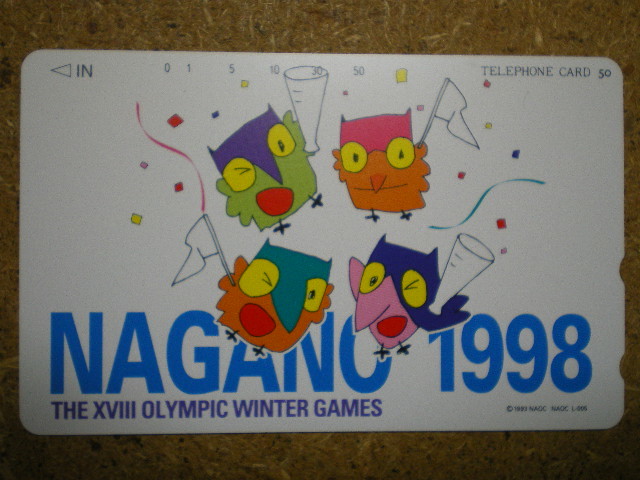 ◁ IN 0 1 5 10 30 50 TELEPHONE CARD 50
NAGANO 1998
THE XVIII OLYMPIC WINTER GAMES
©1993 NAOC NAOC L-005